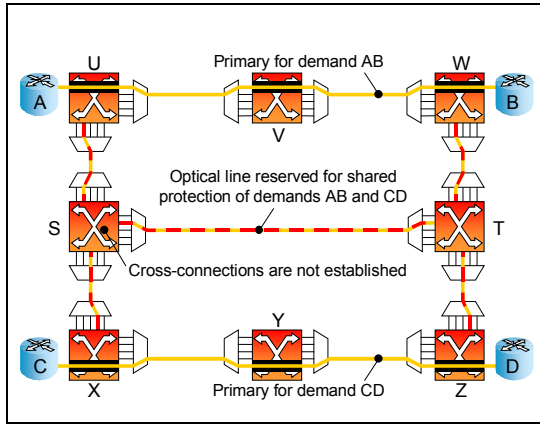 U
W
Primary for demand AB
A
B
V
Optical line reserved for shared
protection of demands AB and CD
S
T
Cross-connections are not established
Y
C
D
X
Primary for demand CD
Z